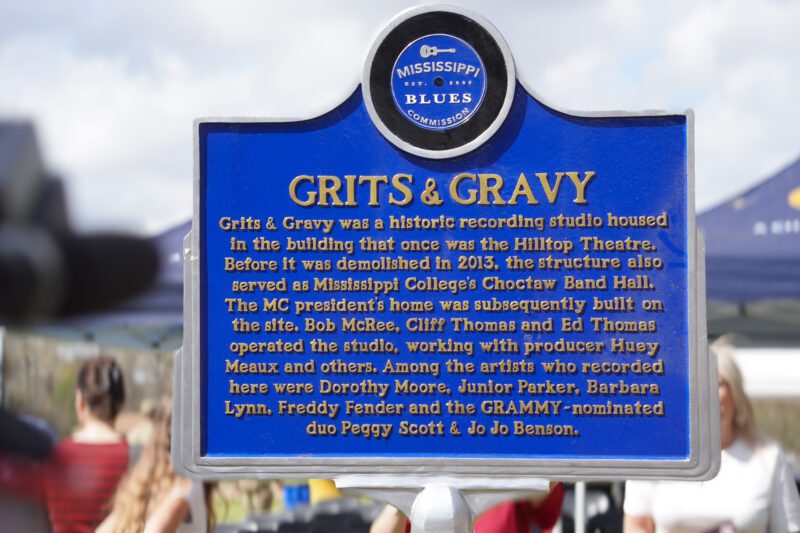 MISSISSIPPI
EST. 2003
BLUES
COMMISSION
GRITS & GRAVY
Grits & Gravy was a historic recording studio housed
in the building that once was the Hilltop Theatre.
Before it was demolished in 2013, the structure also
served as Mississippi College's Choctaw Band Hall.
The MC president's home was subsequently built on
the site. Bob McRee, Cliff Thomas and Ed Thomas
operated the studio, working with producer Huey
Meaux and others. Among the artists who recorded
here were Dorothy Moore, Junior Parker, Barbara
Lynn, Freddy Fender and the GRAMMY-nominated
duo Peggy Scott & Jo Jo Benson.